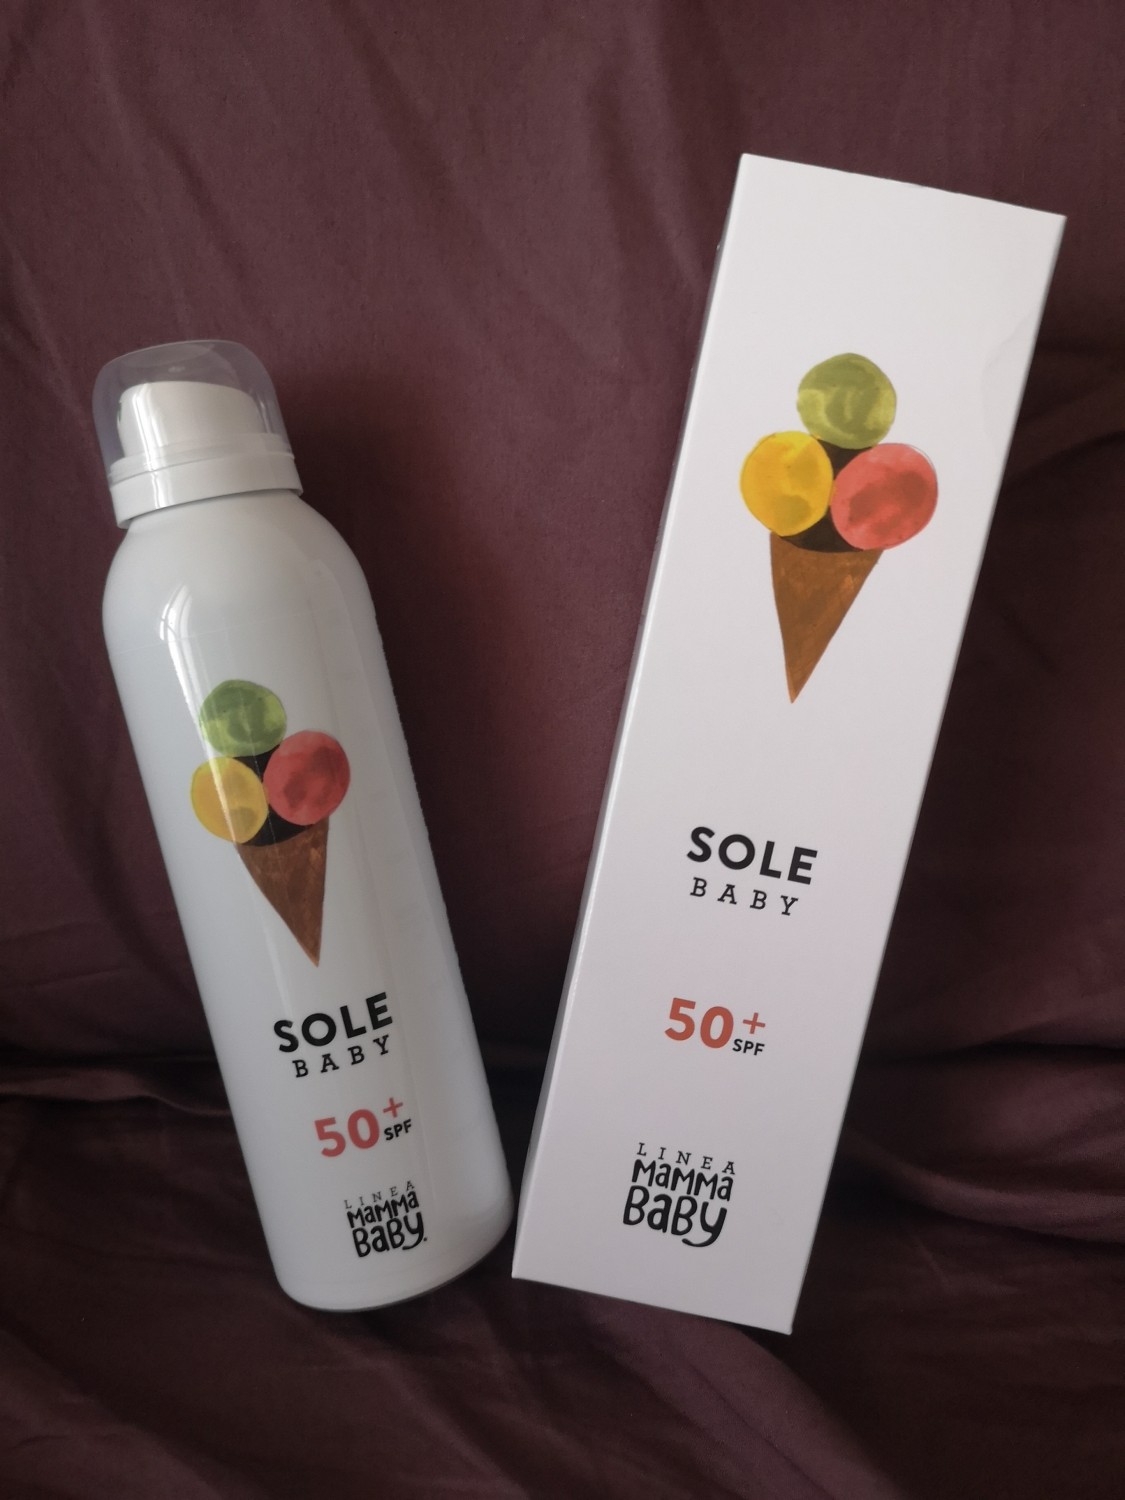 SOLE
BABY
50+
SPF
LINEA
MAMMA
BABY.
SOLE
BABY
50+
SPF
LINEA
MAMMA
BABY